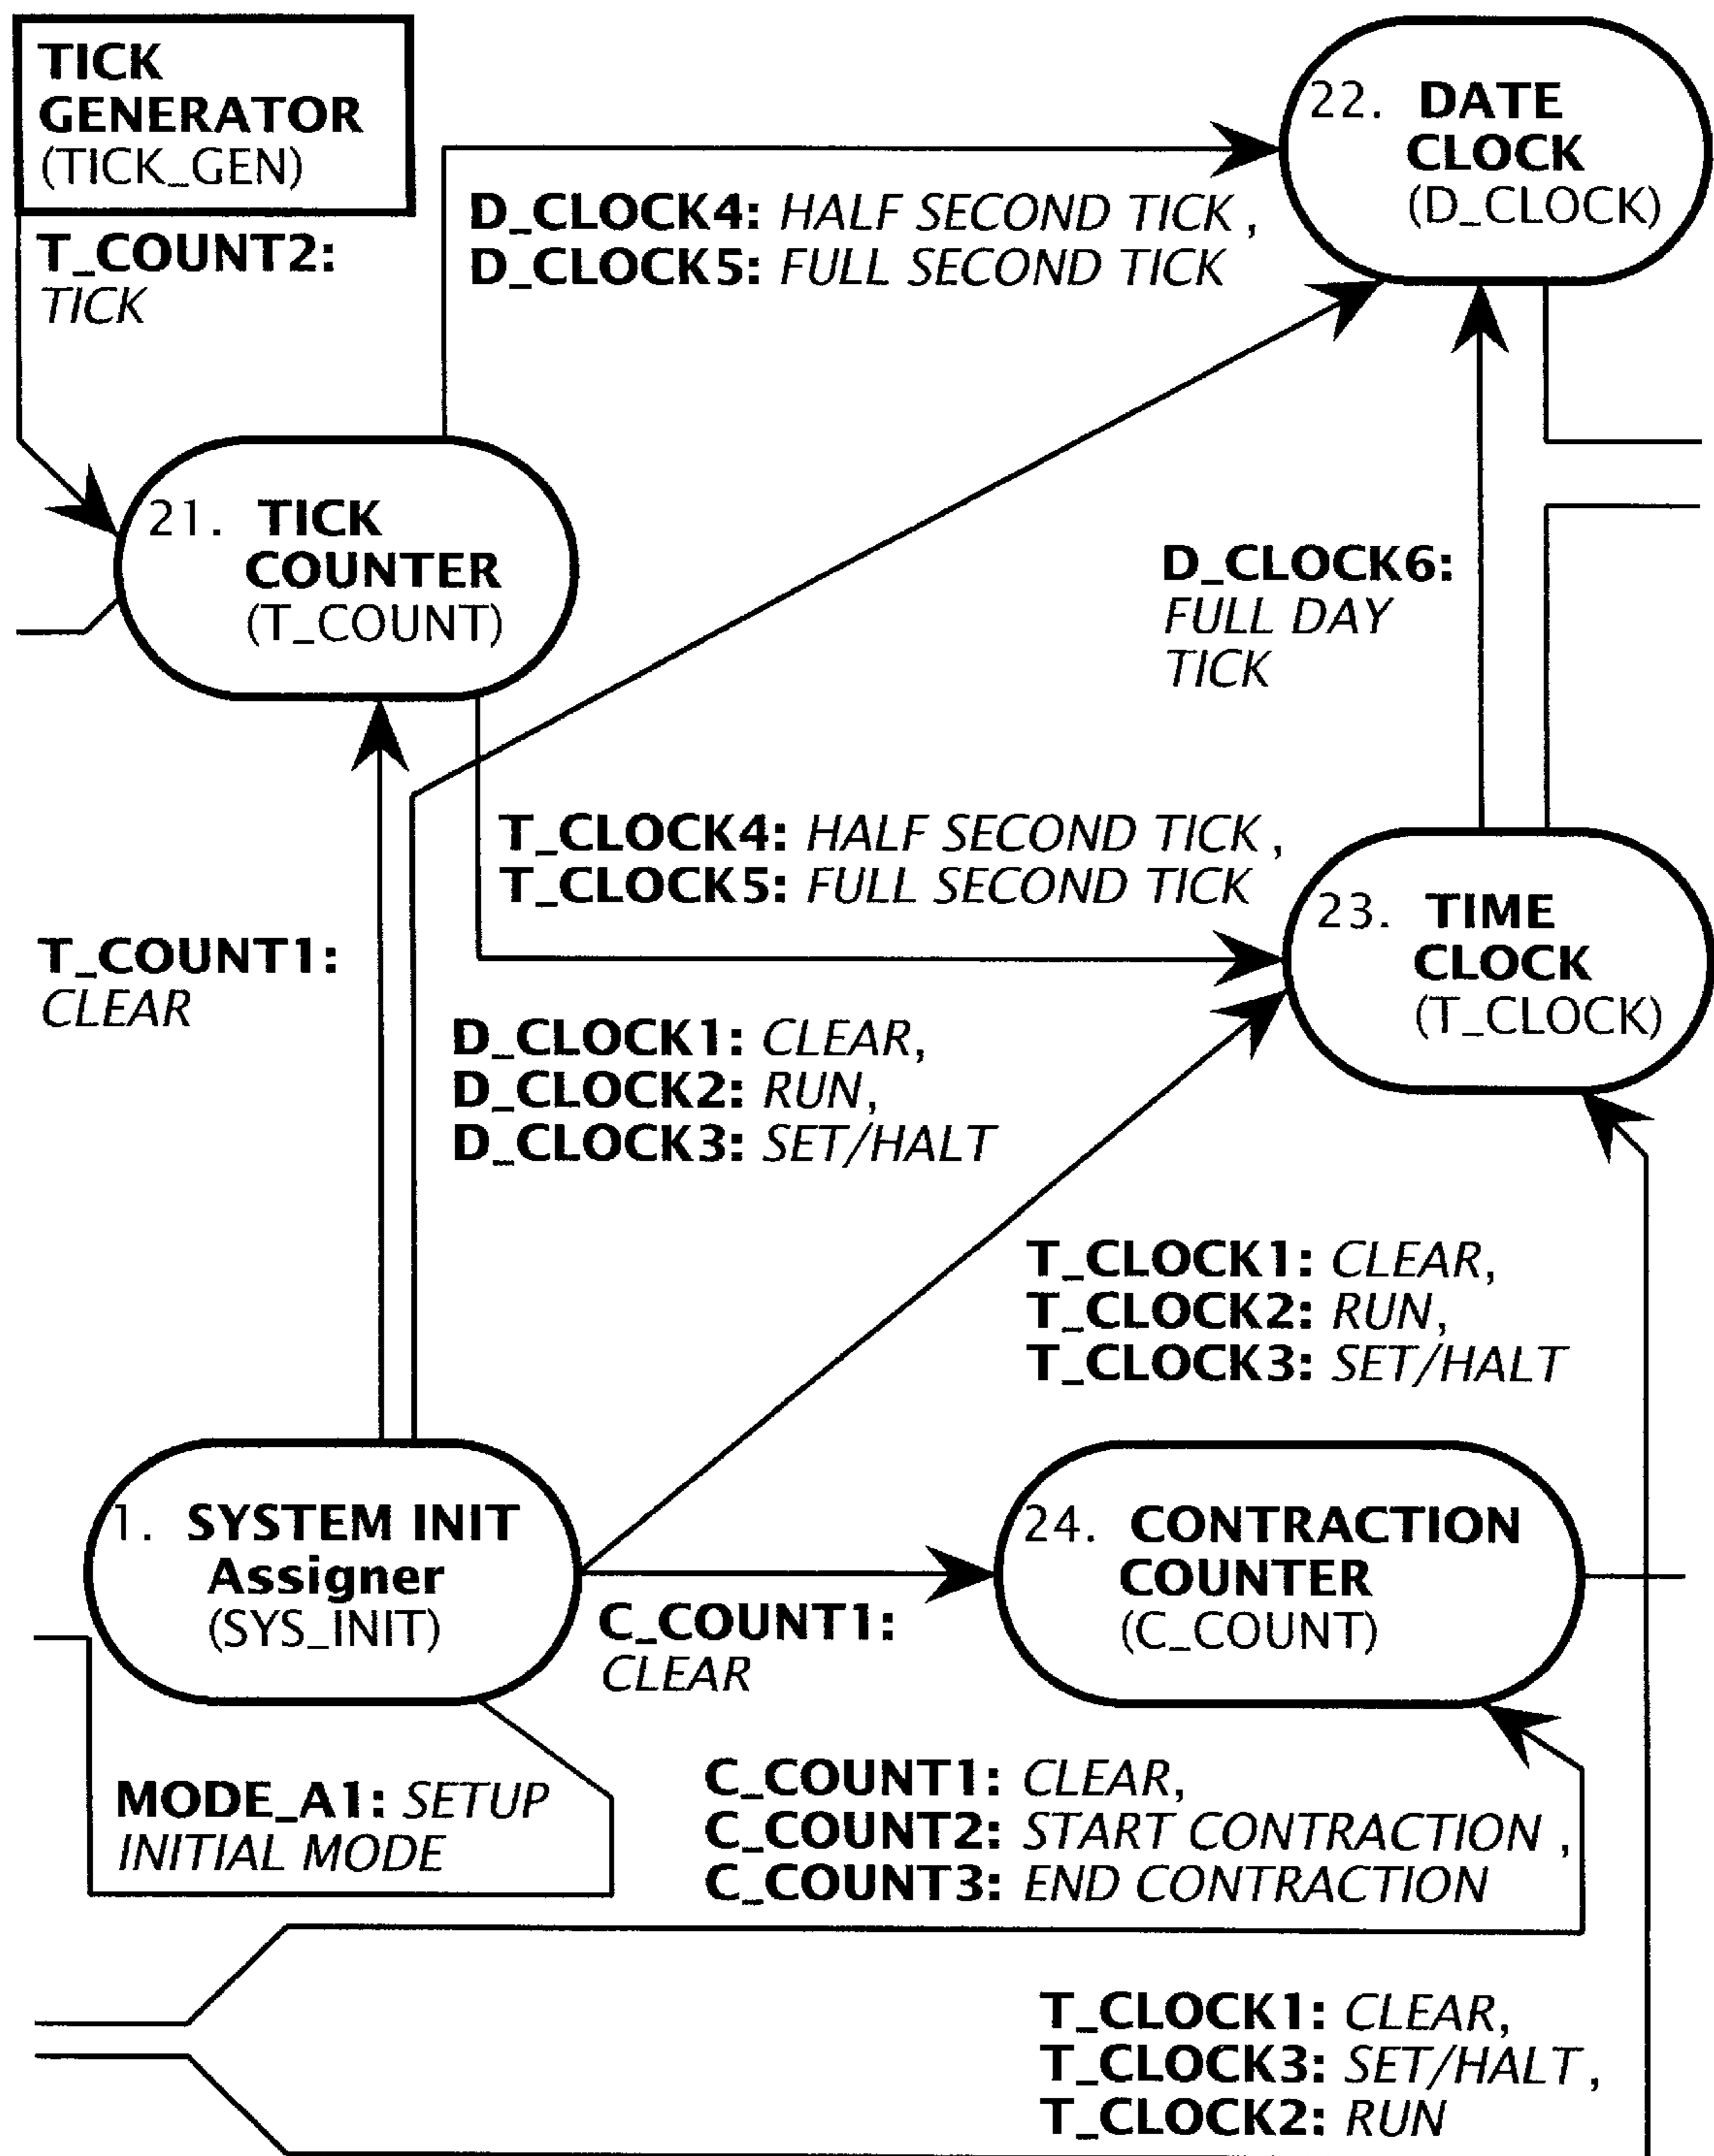 TICK
GENERATOR
(TICK_GEN)
T_COUNT2:
TICK
22. DATE
CLOCK
(D_CLOCK)
D_CLOCK4: HALF SECOND TICK ,
D_CLOCK5: FULL SECOND TICK
21. TICK
COUNTER
(T_COUNT)
D_CLOCK6:
FULL DAY
TICK
T_CLOCK4: HALF SECOND TICK ,
T_CLOCK5: FULL SECOND TICK
23. TIME
CLOCK
(T_CLOCK)
T_COUNT1:
CLEAR
D_CLOCK1: CLEAR,
D_CLOCK2: RUN,
D_CLOCK3: SET/HALT
T_CLOCK1: CLEAR,
T_CLOCK2: RUN,
T_CLOCK3: SET/HALT
1. SYSTEM INIT
Assigner
(SYS_INIT)
C_COUNT1:
CLEAR
24. CONTRACTION
COUNTER
(C_COUNT)
MODE_A1: SETUP
INITIAL MODE
C_COUNT1: CLEAR,
C_COUNT2: START CONTRACTION ,
C_COUNT3: END CONTRACTION
T_CLOCK1: CLEAR,
T_CLOCK3: SET/HALT ,
T_CLOCK2: RUN